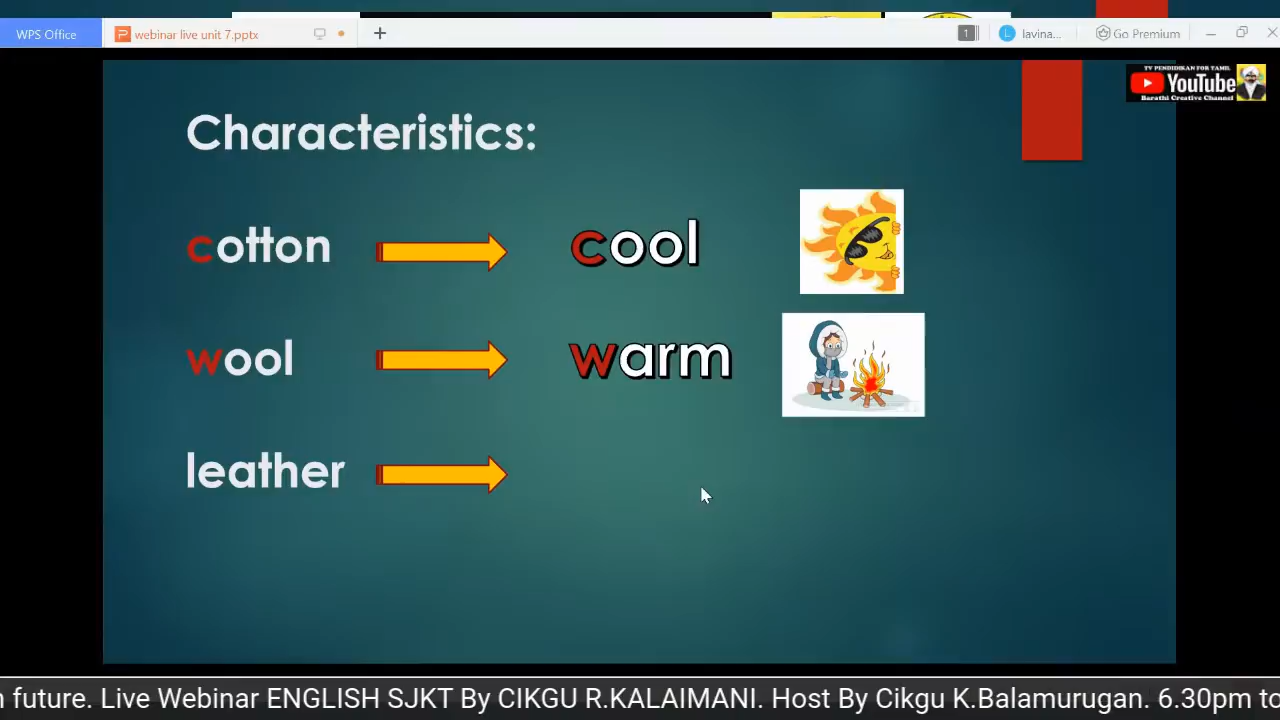 WPS Office
webinar live unit 7.pptx
1
lavina...
Go Premium
TV PENDIDIKAN FOR TAMIL
YouTube
Barathi Creative Channel
Characteristics:
cotton
cool
wool
warm
leather
future. Live Webinar ENGLISH SJKT By CIKGU R.KALAIMANI. Host By Cikgu K.Balamurugan. 6.30pm to